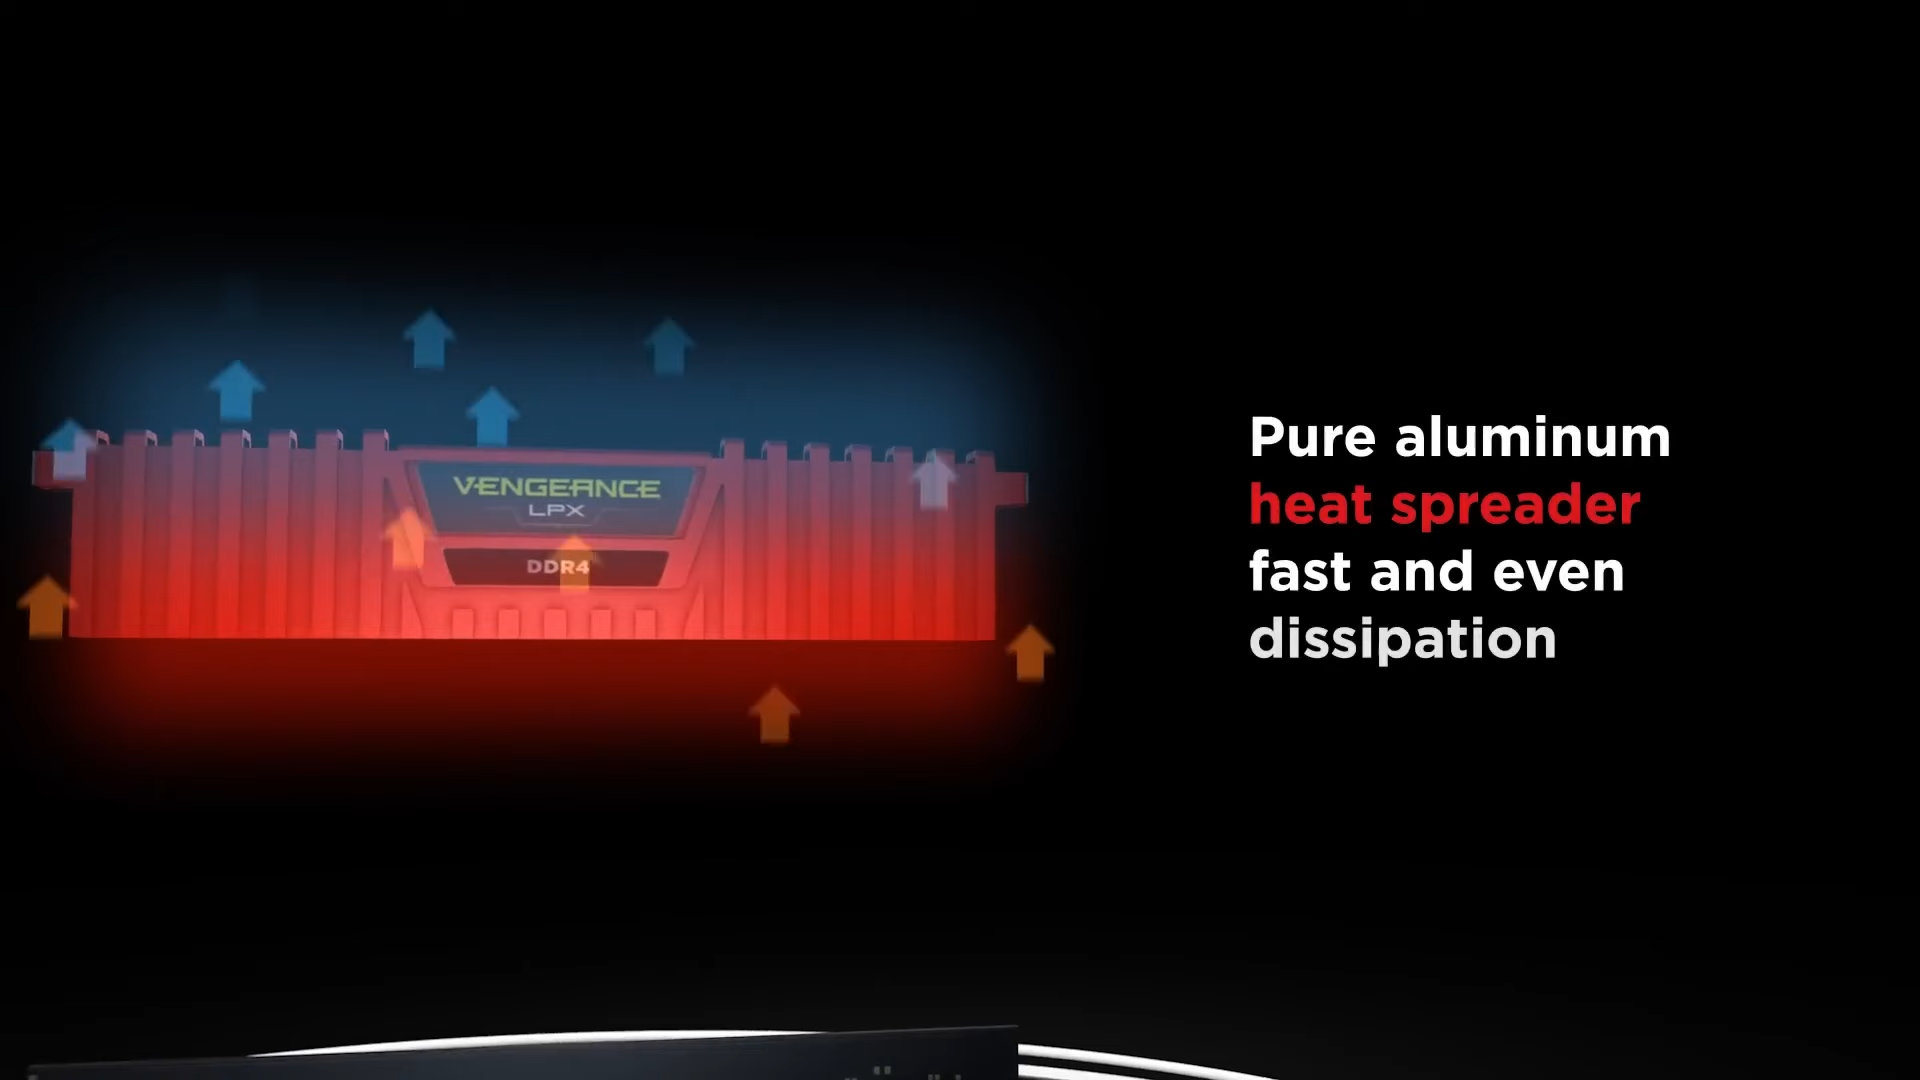 VENGEANCE
LPX
DDR4
Pure aluminum
heat spreader
fast and even
dissipation